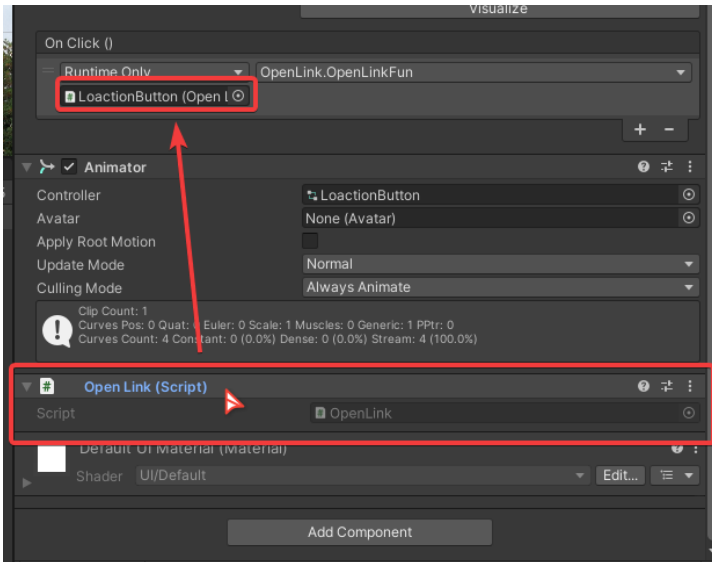 Visualize
On Click ()
Runtime Only OpenLink.OpenLinkFun
# LoactionButton (Open L
+ −
Animator
Controller LoactionButton
Avatar None (Avatar)
Apply Root Motion
Update Mode Normal
Culling Mode Always Animate
Clip Count: 1
Curves Pos: 0 Quat: 0 Euler: 0 Scale: 1 Muscles: 0 Generic: 1 PPtr: 0
Curves Count: 4 Constant: 0 (0.0%) Dense: 0 (0.0%) Stream: 4 (100.0%)
# Open Link (Script)
Script # OpenLink
Default UI Material (Material)
Shader UI/Default Edit...
Add Component